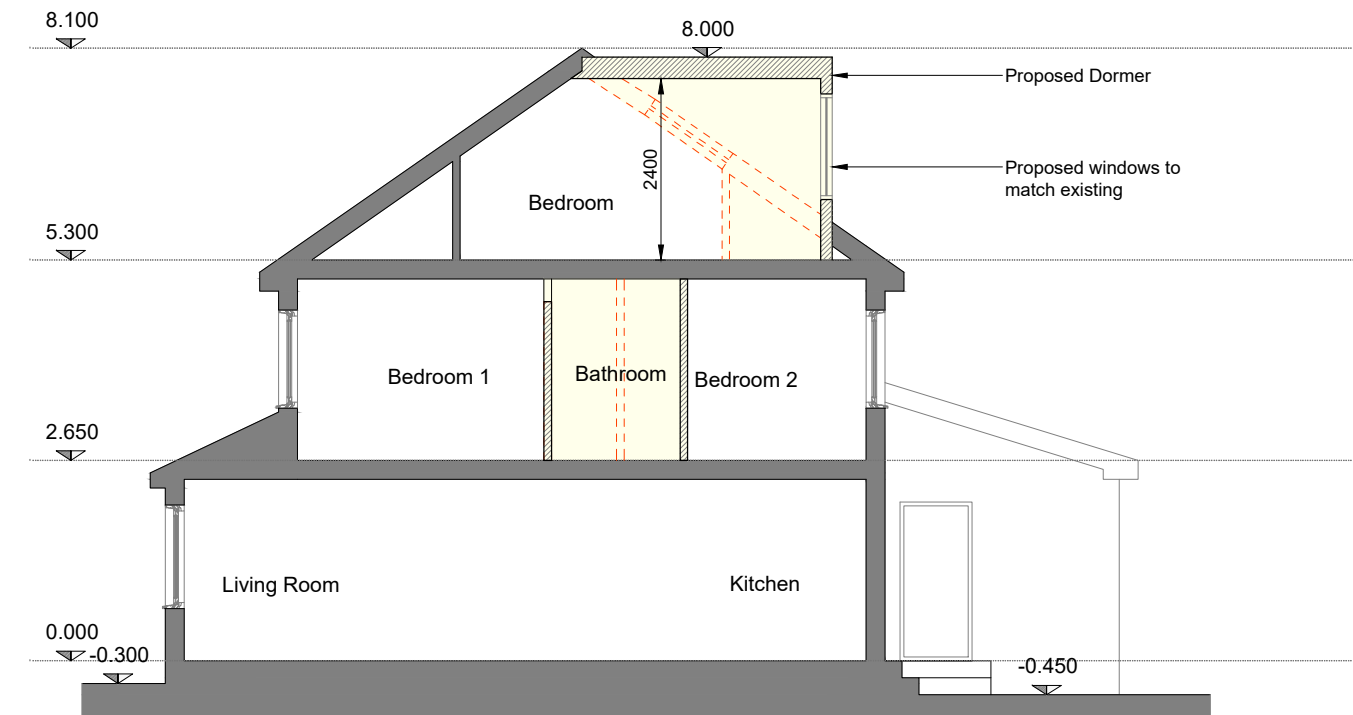 8.100
8.000
Proposed Dormer
2400
Proposed windows to
match existing
Bedroom
5.300
Bedroom 1
Bathroom
Bedroom 2
2.650
Living Room
Kitchen
0.000
-0.300
-0.450